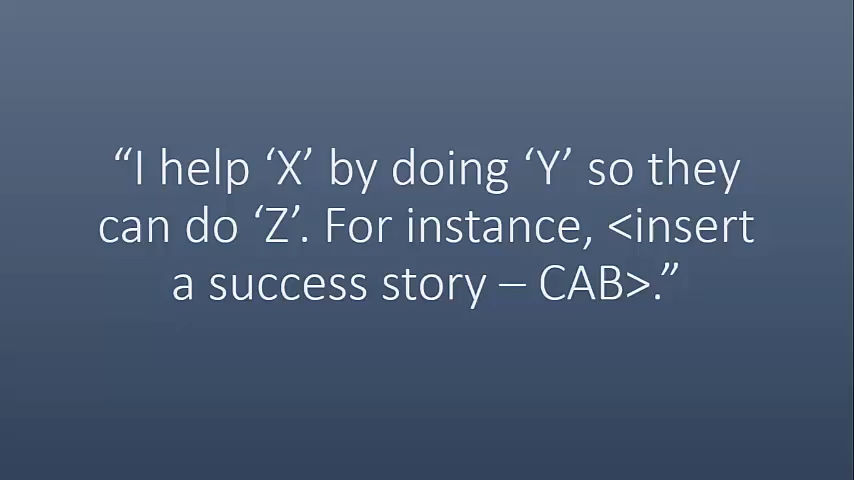 “I help ‘X’ by doing ‘Y’ so they
can do ‘Z’. For instance, <insert
a success story – CAB>.”